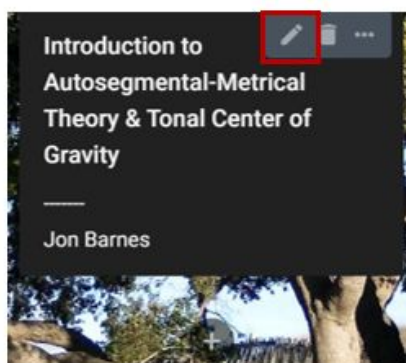 Introduction to
Autosegmental-Metrical
Theory & Tonal Center of
Gravity
Jon Barnes